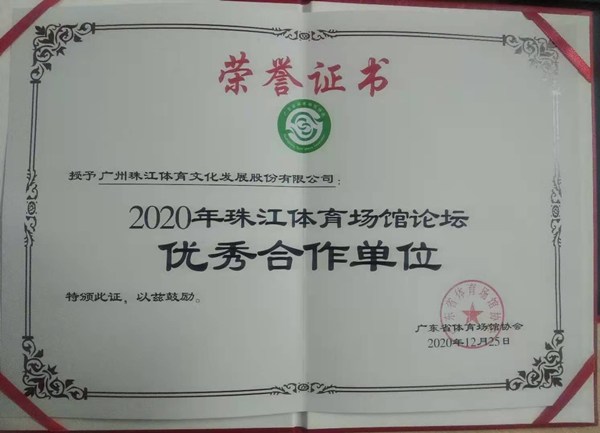 荣誉证书
授予广州珠江体育文化发展股份有限公司：
2020年珠江体育场馆论坛
优秀合作单位
特颁此证，以兹鼓励。
广东省体育场馆协会
2020年12月25日